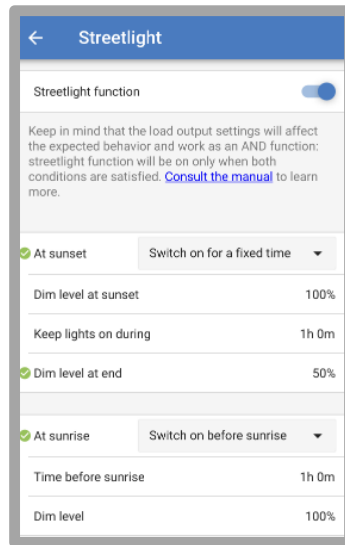 Streetlight
Streetlight function
Keep in mind that the load output settings will affect
the expected behavior and work as an AND function:
streetlight function will be on only when both
conditions are satisfied. Consult the manual to learn
more.
At sunset Switch on for a fixed time
Dim level at sunset 100%
Keep lights on during 1h 0m
Dim level at end 50%
At sunrise Switch on before sunrise
Time before sunrise 1h 0m
Dim level 100%